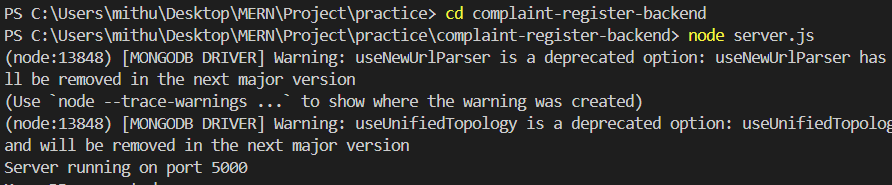 PS C:\Users\mithu\Desktop\MERN\Project\practice> cd complaint-register-backend
PS C:\Users\mithu\Desktop\MERN\Project\practice\complaint-register-backend> node server.js
(node:13848) [MONGODB DRIVER] Warning: useNewUrlParser is a deprecated option: useNewUrlParser has
ll be removed in the next major version
(Use `node --trace-warnings ...` to show where the warning was created)
(node:13848) [MONGODB DRIVER] Warning: useUnifiedTopology is a deprecated option: useUnifiedTopolog
and will be removed in the next major version
Server running on port 5000